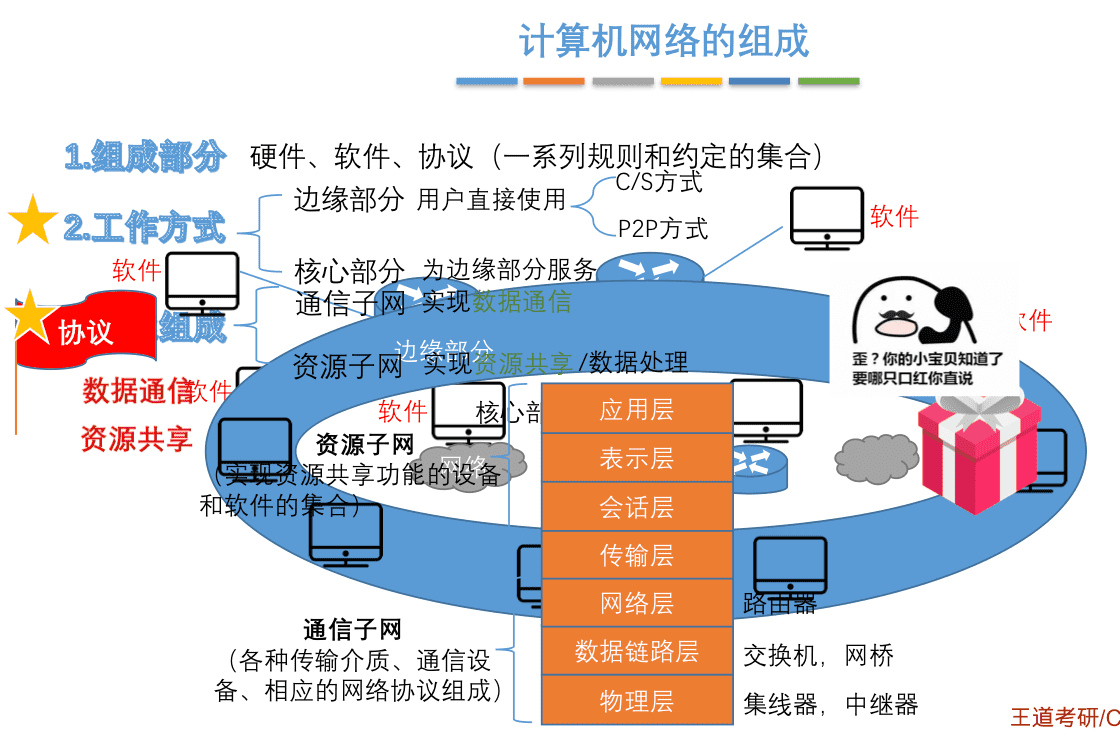 计算机网络的组成
1.组成部分 硬件、软件、协议（一系列规则和约定的集合）
边缘部分 用户直接使用 C/S方式
2.工作方式
P2P方式
软件
核心部分 为边缘部分服务
软件
通信子网 实现数据通信
协议
组成
边缘部分
资源子网 实现资源共享/数据处理
歪？你的小宝贝知道了
要哪只口红你直说
件
数据通信
软件
软件
核心部
应用层
资源共享
资源子网
网络
表示层
（实现资源共享功能的设备
和软件的集合）
会话层
传输层
网络层
路由器
通信子网
（各种传输介质、通信设
备、相应的网络协议组成）
数据链路层
交换机，网桥
物理层
集线器，中继器
王道考研/C